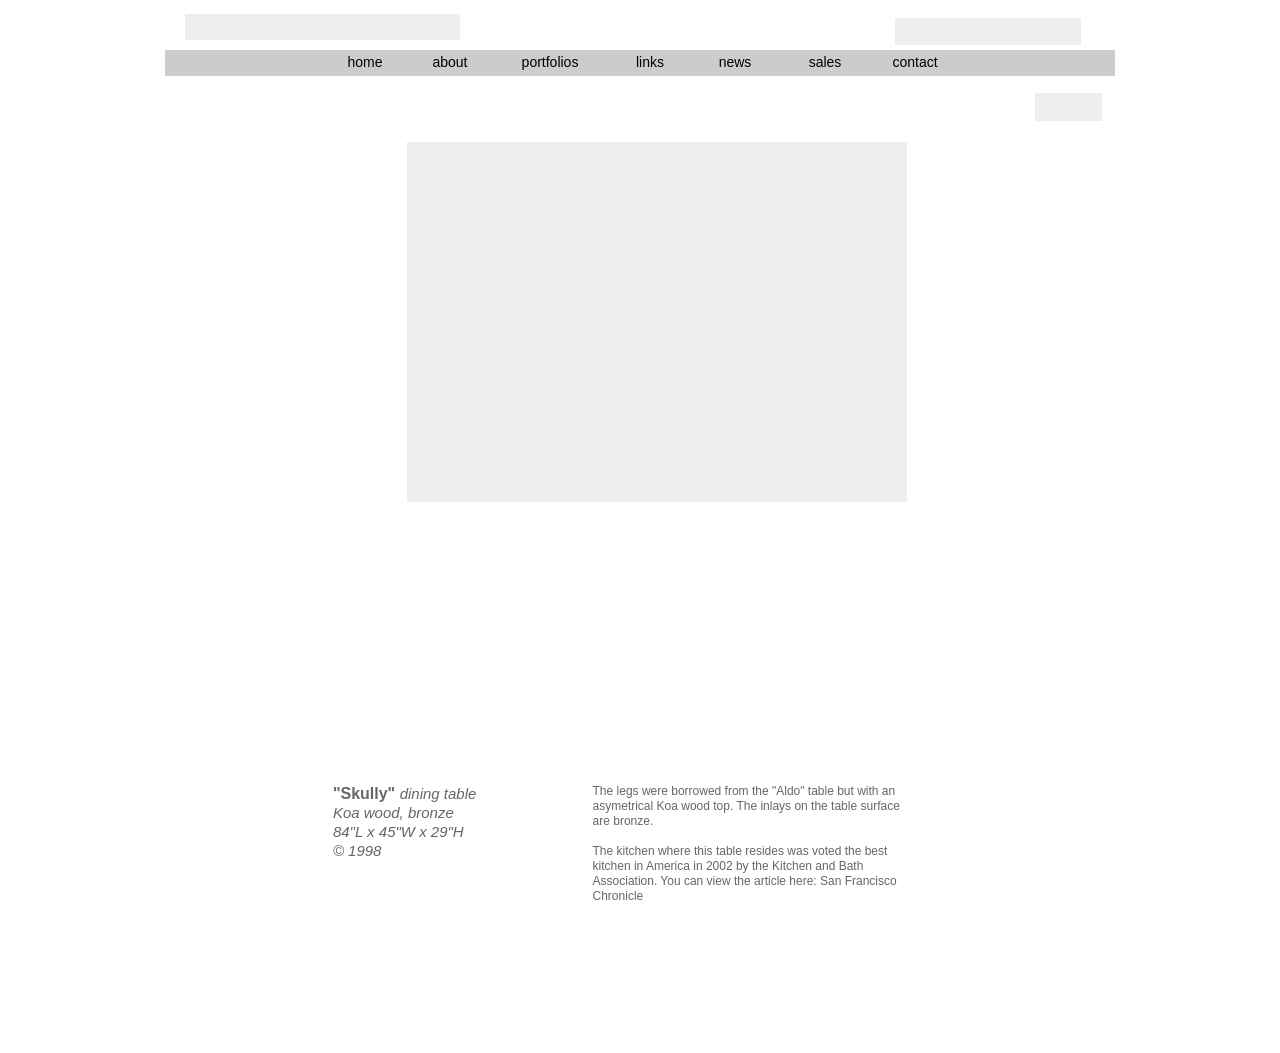 home about portfolios links news sales contact
"Skully" dining table
Koa wood, bronze
84"L x 45"W x 29"H
© 1998
The legs were borrowed from the "Aldo" table but with an
asymetrical Koa wood top. The inlays on the table surface
are bronze.
The kitchen where this table resides was voted the best
kitchen in America in 2002 by the Kitchen and Bath
Association. You can view the article here: San Francisco
Chronicle